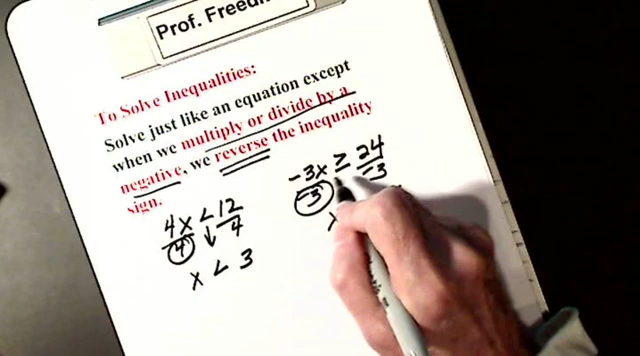 Prof. Freed
To Solve Inequalities:
Solve just like an equation except
when we multiply or divide by a
negative, we reverse the inequality
sign.
4x < 12
4 ↓ 4
x < 3
-3x ≥ 24
-3 -3
x